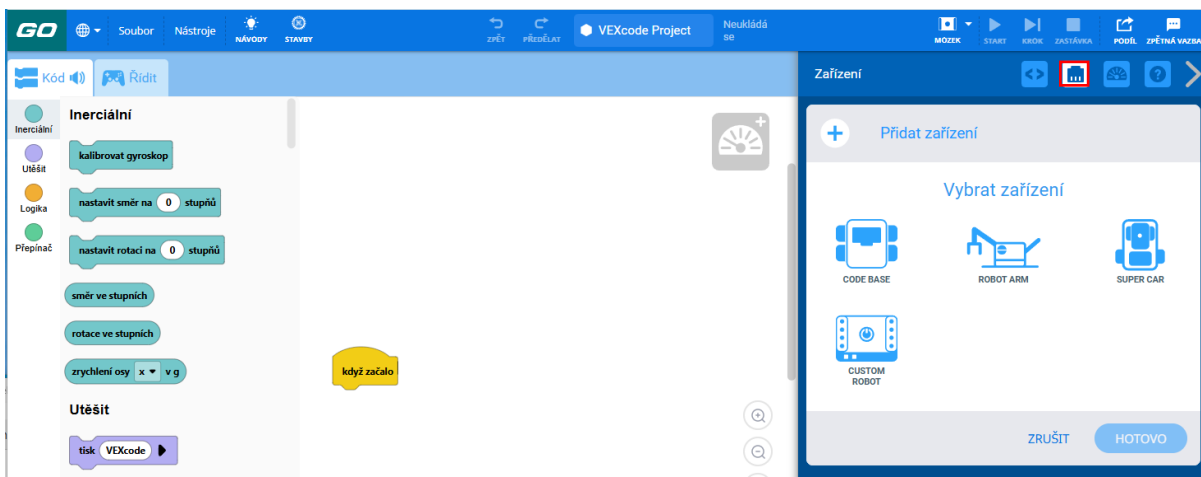 GO
Soubor
Nástroje
NÁVODY
STAVBY
ZPĚT
PŘEDĚLAT
VEXcode Project
Neukládá
se
MOZEK
START
KROK
ZASTÁVKA
PODÍL
ZPĚTNÁ VAZBA
Kód
Řídit
Zařízení
Inerciální
Utěšit
Logika
Přepínač
Inerciální
kalibrovat gyroskop
nastavit směr na 0 stupňů
nastavit rotaci na 0 stupňů
směr ve stupních
rotace ve stupních
zrychlení osy x v g
Utěšit
tisk VEXcode
když začalo
Přidat zařízení
Vybrat zařízení
CODE BASE
ROBOT ARM
SUPER CAR
CUSTOM
ROBOT
ZRUŠIT
HOTOVO